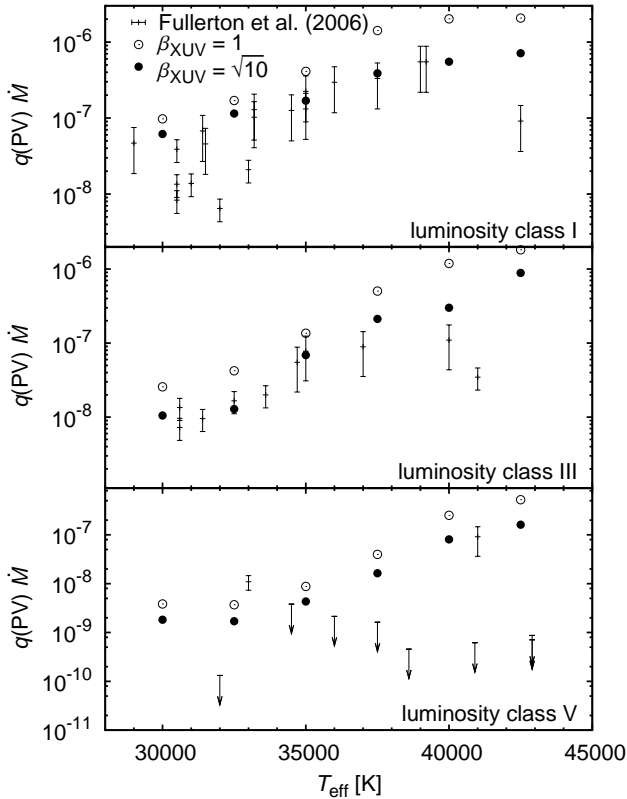 Fullerton et al. (2006)
β_XUV = 1
β_XUV = √10
10^-6
10^-7
10^-8
q(PV) Ṁ
luminosity class I
10^-6
10^-7
10^-8
q(PV) Ṁ
luminosity class III
10^-7
10^-8
10^-9
10^-10
10^-11
q(PV) Ṁ
luminosity class V
30000 35000 40000 45000
T_eff [K]